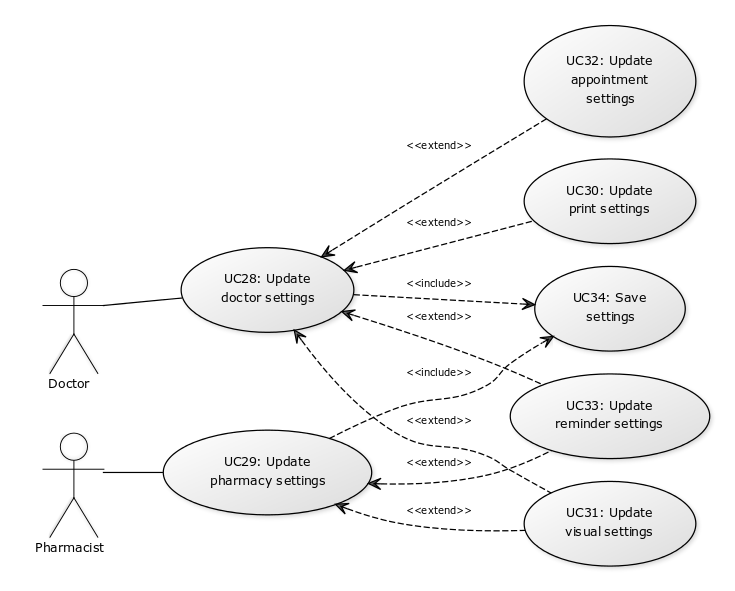 UC32: Update
appointment
settings
<<extend>>
UC30: Update
print settings
<<extend>>
UC28: Update
doctor settings
<<include>>
UC34: Save
settings
<<extend>>
Doctor
<<include>>
UC33: Update
reminder settings
<<extend>>
UC29: Update
pharmacy settings
<<extend>>
<<extend>>
UC31: Update
visual settings
Pharmacist